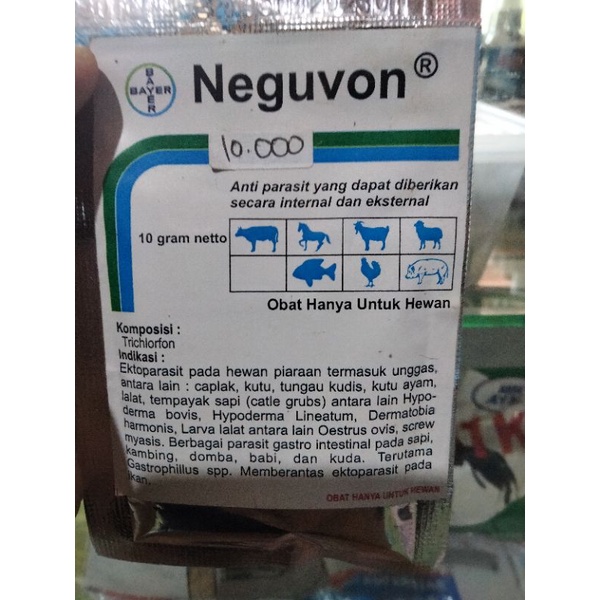 BAYER
BAYER
Neguvon®
10.000
Anti parasit yang dapat diberikan
secara internal dan eksternal
10 gram netto
Obat Hanya Untuk Hewan
Komposisi :
Trichlorfon
Indikasi :
Ektoparasit pada hewan piaraan termasuk unggas,
antara lain : caplak, kutu, tungau kudis, kutu ayam,
lalat, tempayak sapi (catle grubs) antara lain Hypo-
derma bovis, Hypoderma Lineatum, Dermatobia
harmonis, Larva lalat antara lain Oestrus ovis, screw
myasis. Berbagai parasit gastro intestinal pada sapi,
kambing, domba, babi, dan kuda. Terutama
Gastrophillus spp. Memberantas ektoparasit pada
ikan.
OBAT HANYA UNTUK HEWAN